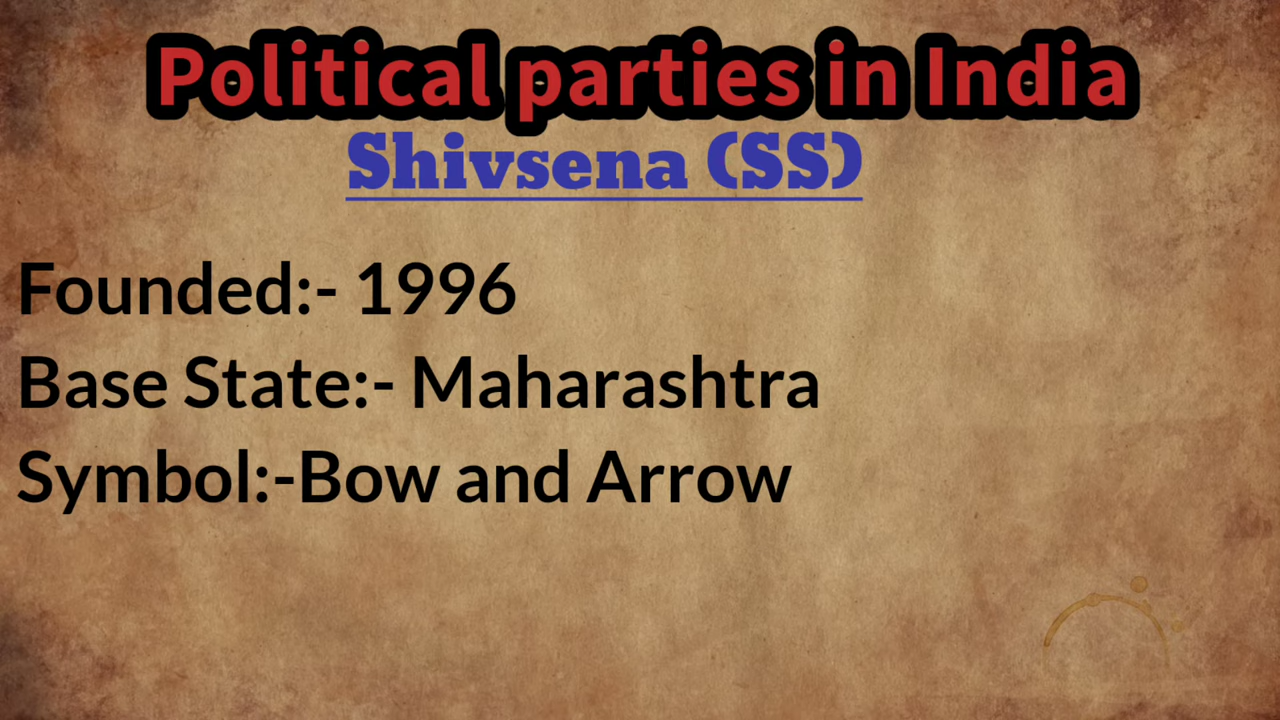 Political parties in India
Shivsena (SS)
Founded:- 1996
Base State:- Maharashtra
Symbol:-Bow and Arrow